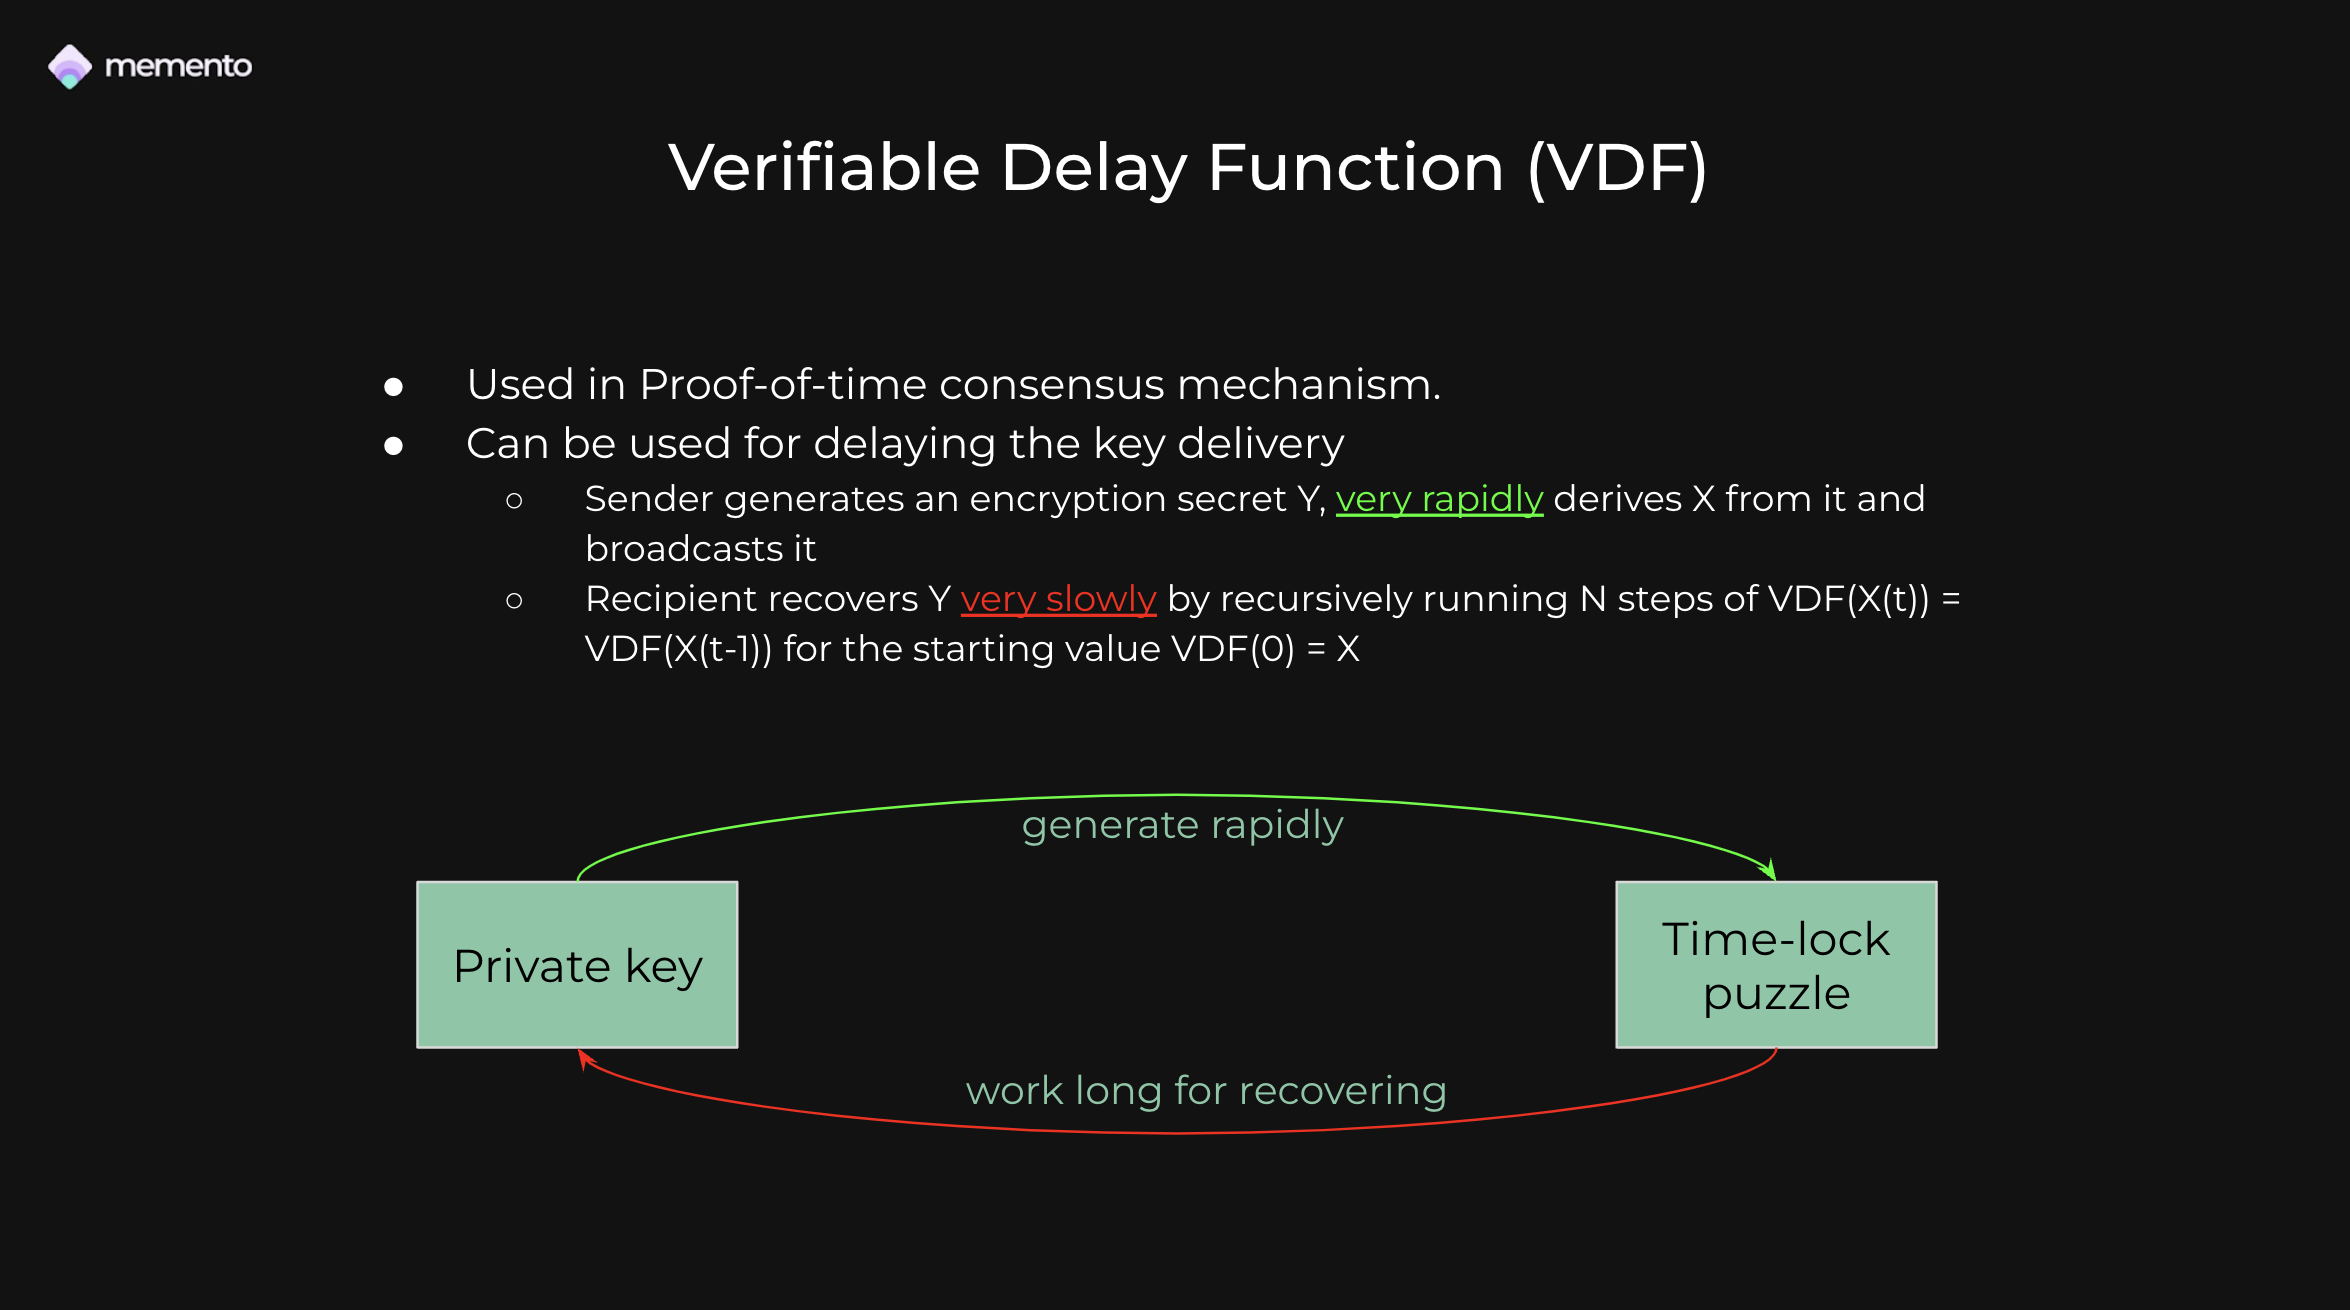 memento
Verifiable Delay Function (VDF)
● Used in Proof-of-time consensus mechanism.
● Can be used for delaying the key delivery
○ Sender generates an encryption secret Y, very rapidly derives X from it and
broadcasts it
○ Recipient recovers Y very slowly by recursively running N steps of VDF(X(t)) =
VDF(X(t-1)) for the starting value VDF(0) = X
generate rapidly
Private key
Time-lock
puzzle
work long for recovering